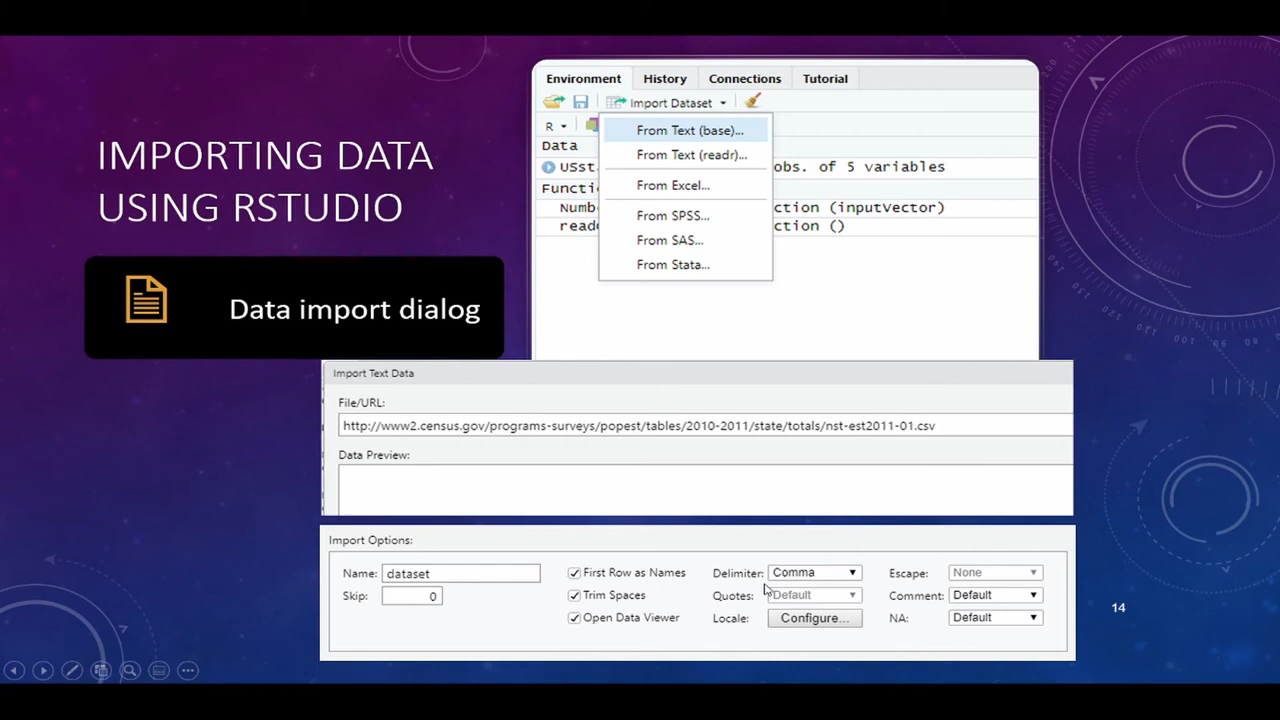 IMPORTING DATA
USING RSTUDIO
Data import dialog
Environment History Connections Tutorial
Import Dataset
R
From Text (base)...
From Text (readr)...
From Excel...
From SPSS...
From SAS...
From Stata...
Data
USst obs. of 5 variables
Functi
Numb ction (inputVector)
read ction ()
Import Text Data
File/URL:
http://www2.census.gov/programs-surveys/popest/tables/2010-2011/state/totals/nst-est2011-01.csv
Data Preview:
Import Options:
Name: dataset First Row as Names Delimiter: Comma Escape: None
Skip: 0 Trim Spaces Quotes: Default Comment: Default
Open Data Viewer Locale: Configure... NA: Default
14